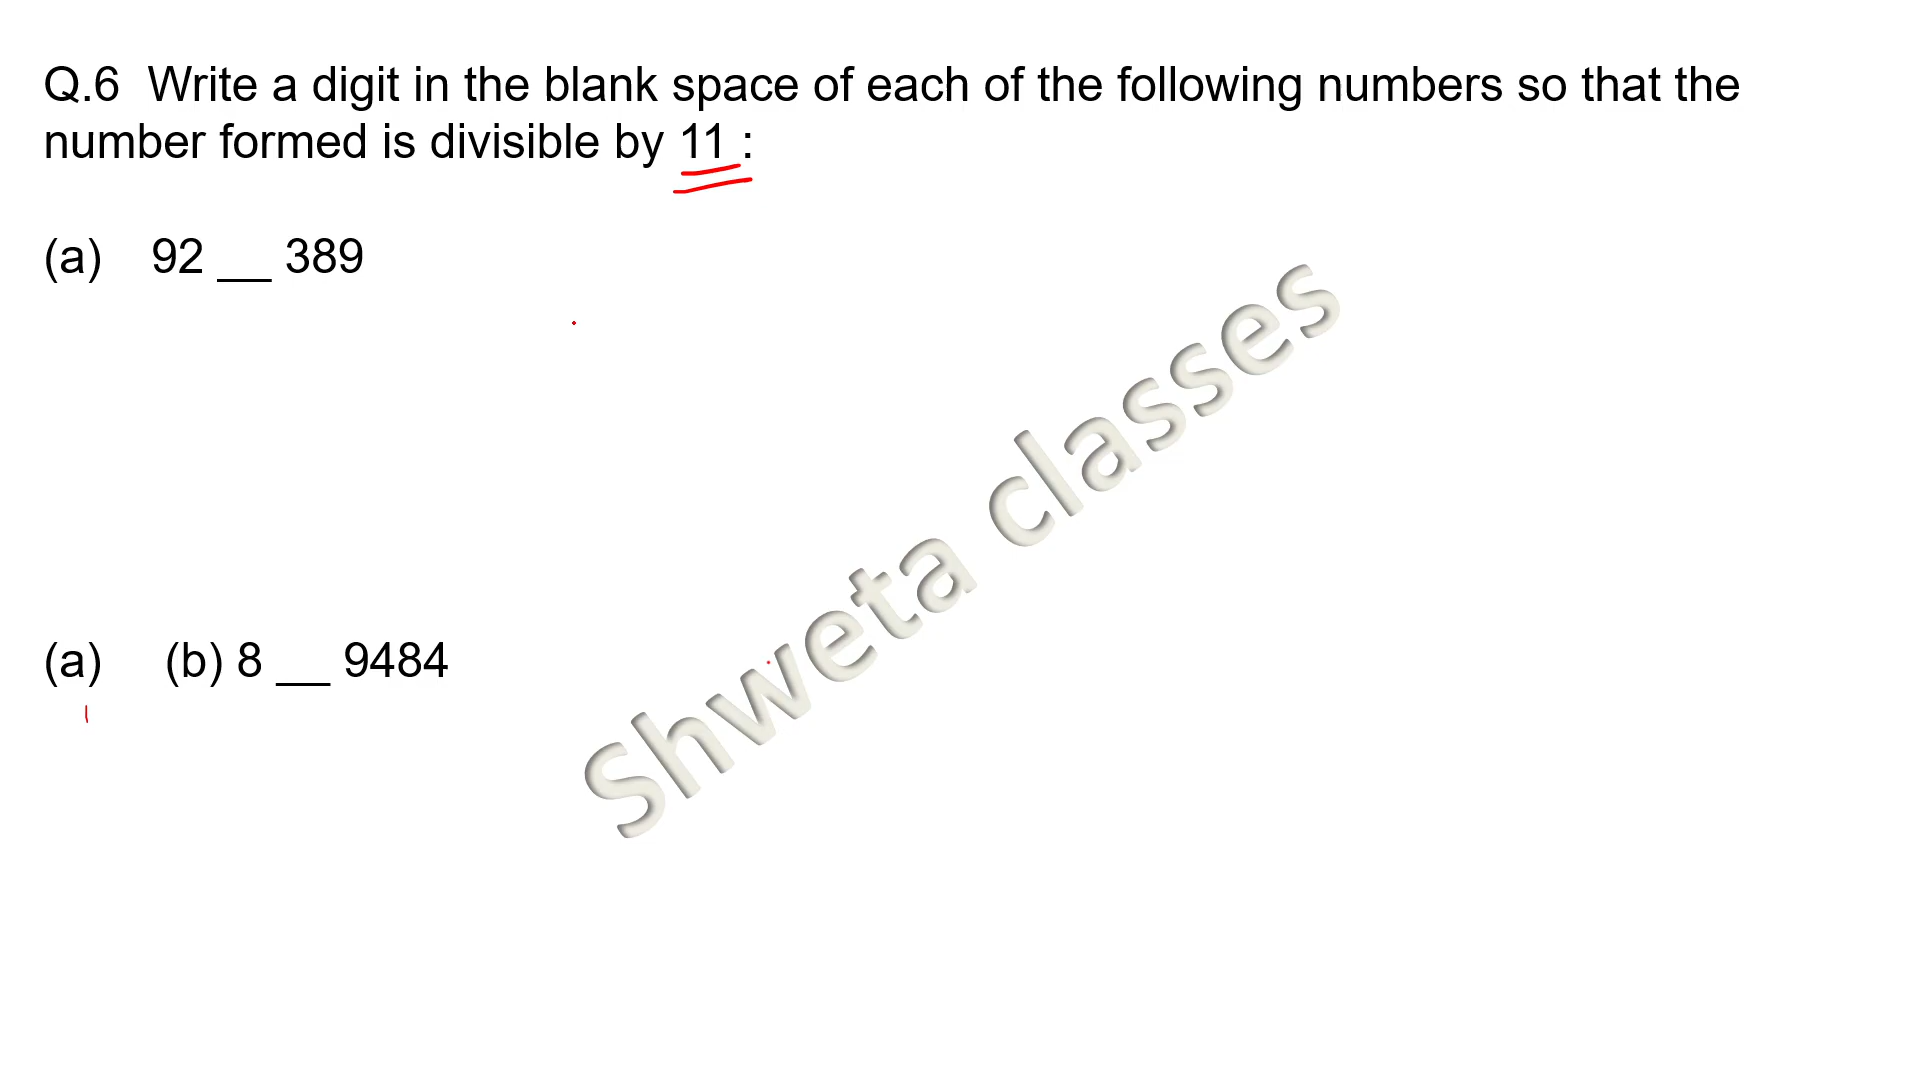 Q.6 Write a digit in the blank space of each of the following numbers so that the
number formed is divisible by 11 :
(a) 92 __ 389
(a) (b) 8 __ 9484
Shweta classes